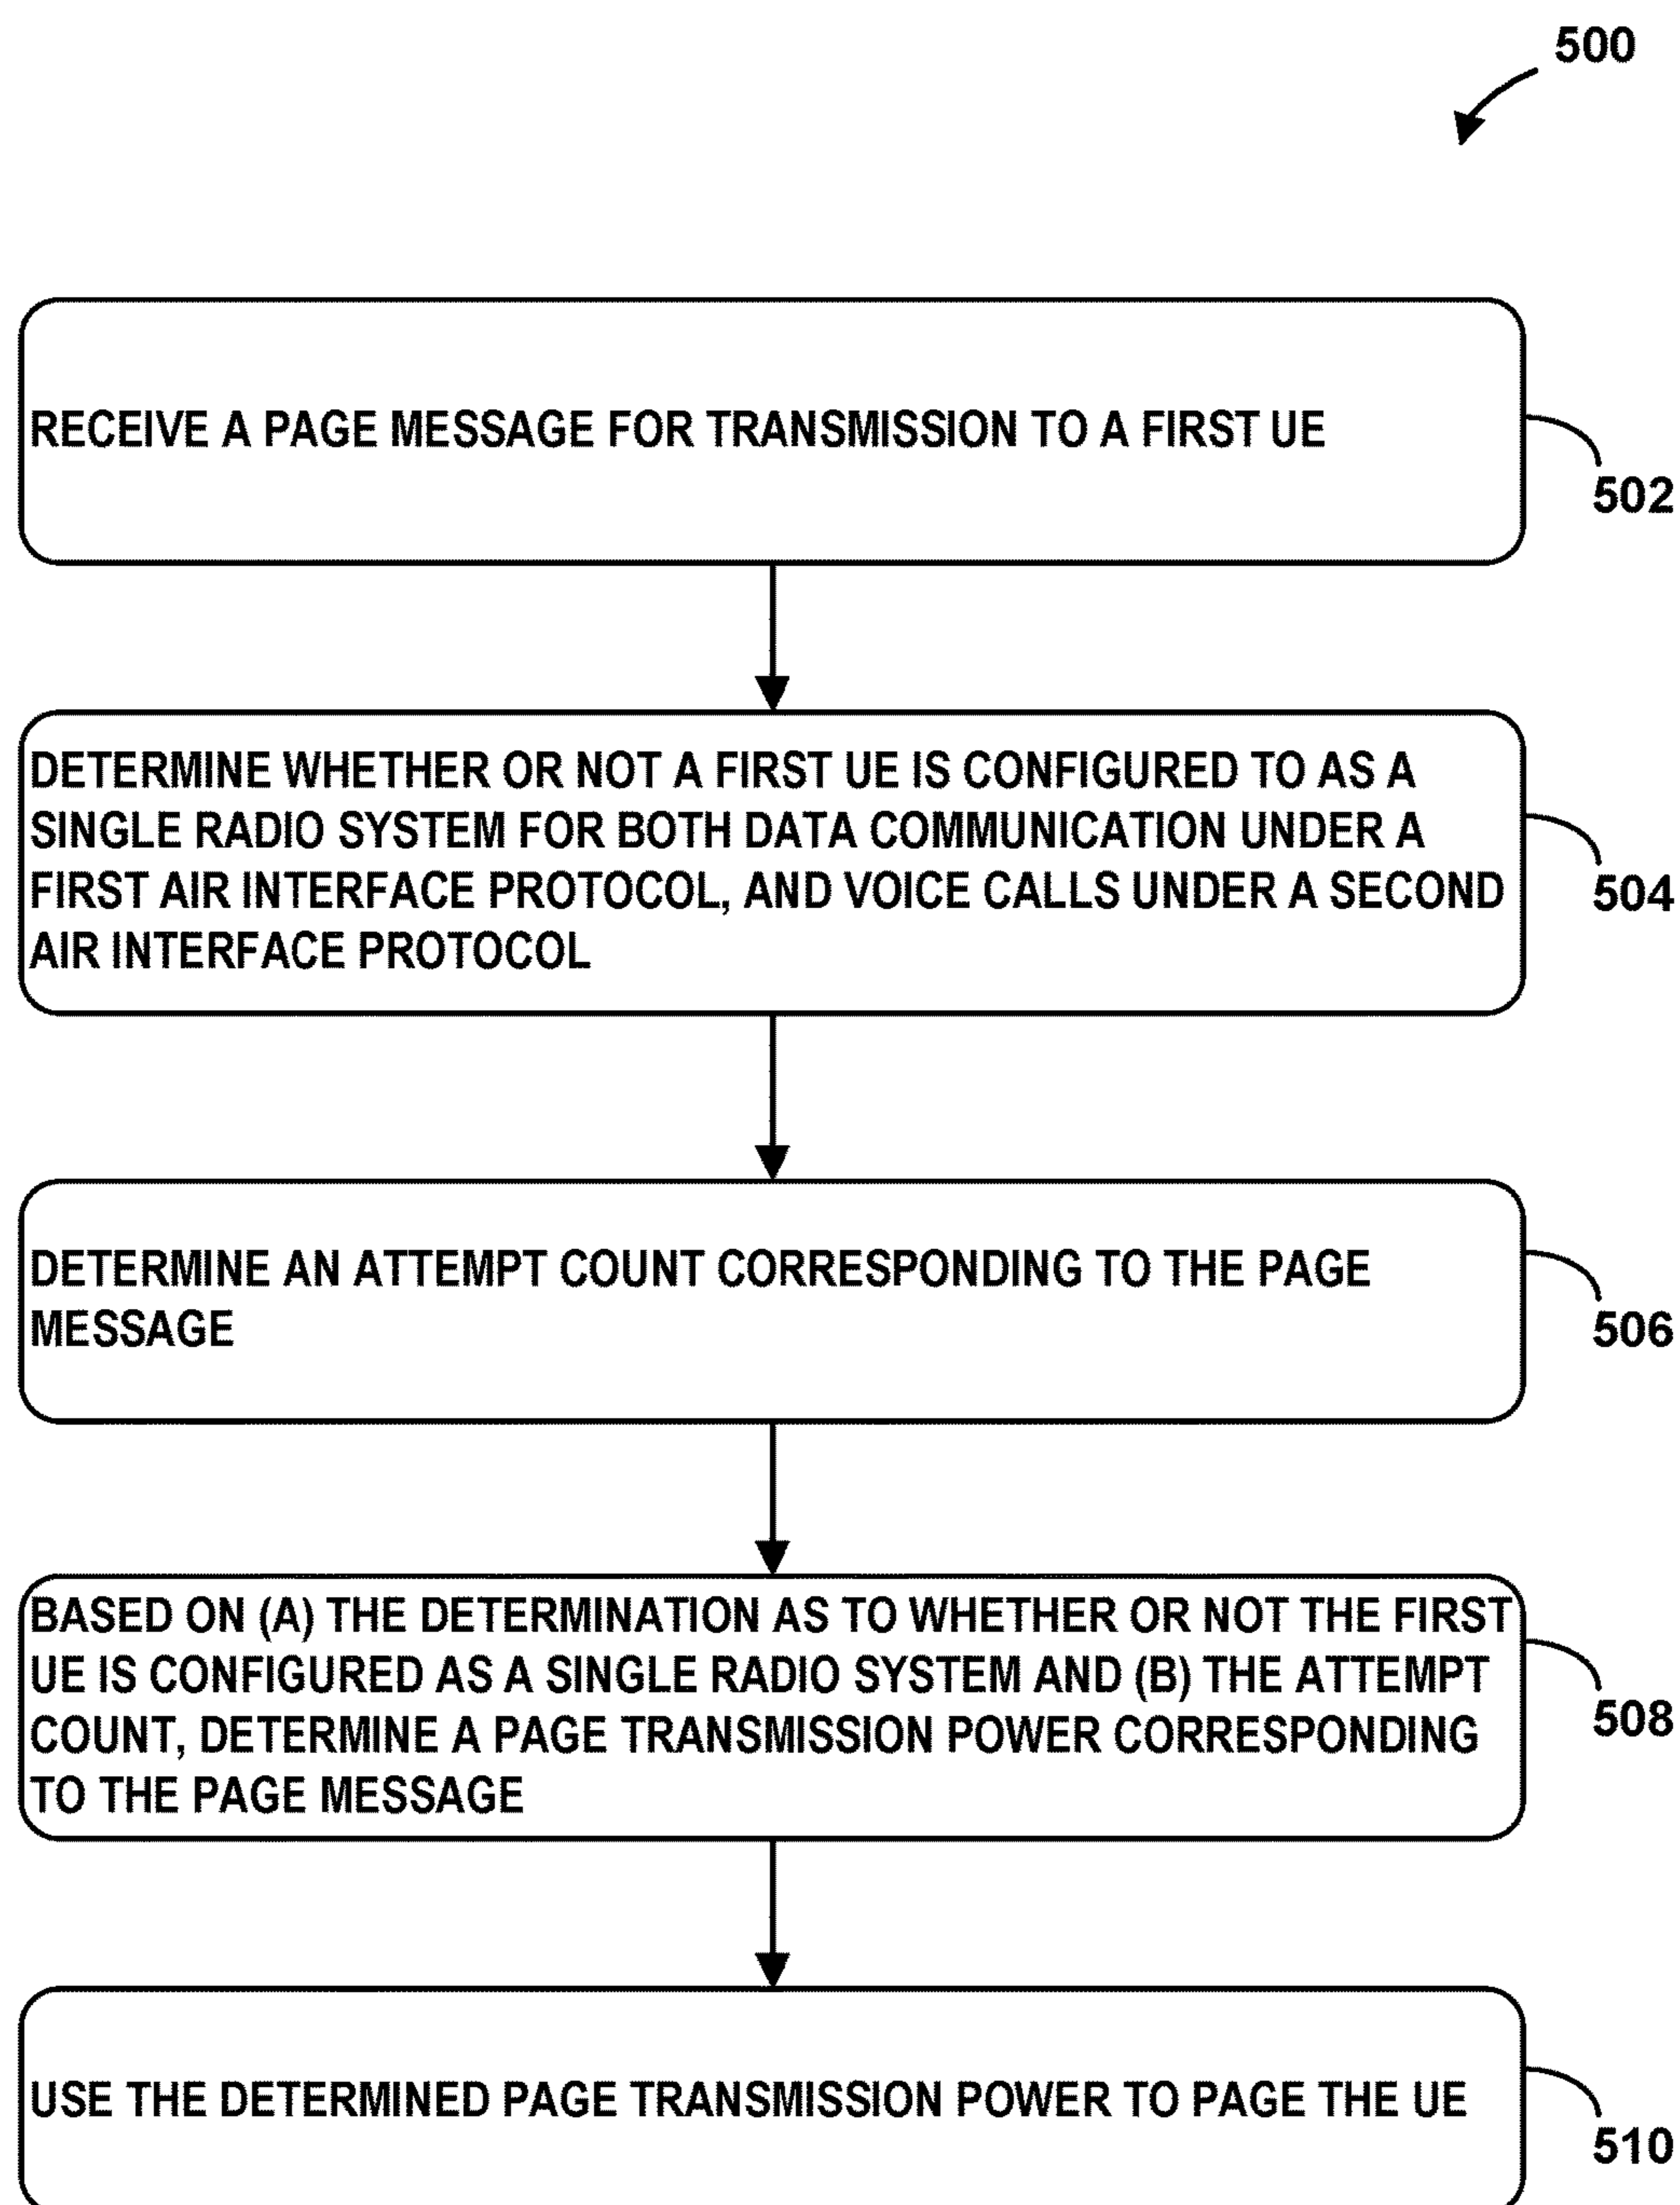 500
RECEIVE A PAGE MESSAGE FOR TRANSMISSION TO A FIRST UE
502
DETERMINE WHETHER OR NOT A FIRST UE IS CONFIGURED TO AS A
SINGLE RADIO SYSTEM FOR BOTH DATA COMMUNICATION UNDER A
FIRST AIR INTERFACE PROTOCOL, AND VOICE CALLS UNDER A SECOND
AIR INTERFACE PROTOCOL
504
DETERMINE AN ATTEMPT COUNT CORRESPONDING TO THE PAGE
MESSAGE
506
BASED ON (A) THE DETERMINATION AS TO WHETHER OR NOT THE FIRST
UE IS CONFIGURED AS A SINGLE RADIO SYSTEM AND (B) THE ATTEMPT
COUNT, DETERMINE A PAGE TRANSMISSION POWER CORRESPONDING
TO THE PAGE MESSAGE
508
USE THE DETERMINED PAGE TRANSMISSION POWER TO PAGE THE UE
510